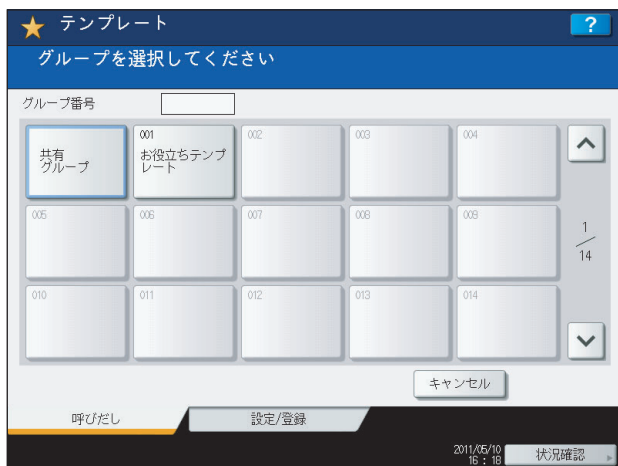 テンプレート
?
グループを選択してください
グループ番号
共有
グループ
001
お役立ちテンプ
レート
002
003
004
005
006
007
008
009
1
14
010
011
012
013
014
キャンセル
呼びだし
設定/登録
2011/05/10
16:18
状況確認